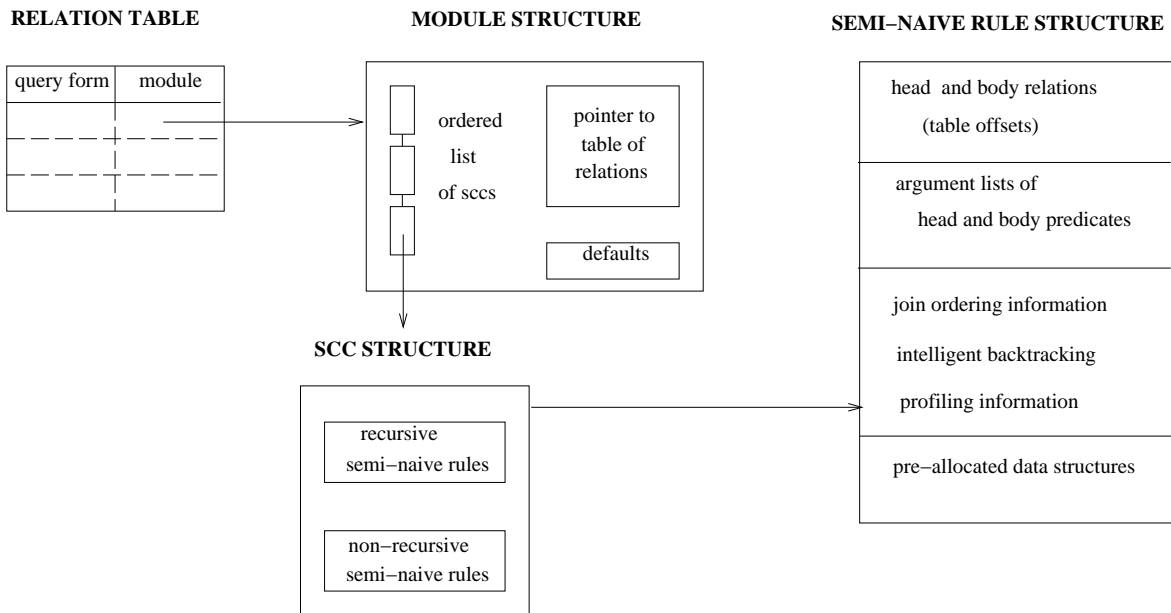 RELATION TABLE
query form
module
MODULE STRUCTURE
ordered
list
of sccs
pointer to
table of
relations
defaults
SCC STRUCTURE
recursive
semi−naive rules
non−recursive
semi−naive rules
SEMI−NAIVE RULE STRUCTURE
head and body relations
(table offsets)
argument lists of
head and body predicates
join ordering information
intelligent backtracking
profiling information
pre−allocated data structures